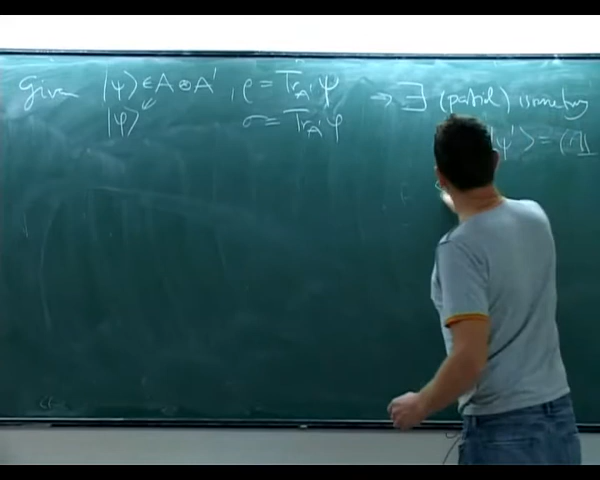 Given |ψ⟩ ∈ A ⊗ A' , ρ = Tr_A' ψ → ∃ (partial) isometry
|φ⟩ σ = Tr_A' φ |ψ'⟩ = (𝟙